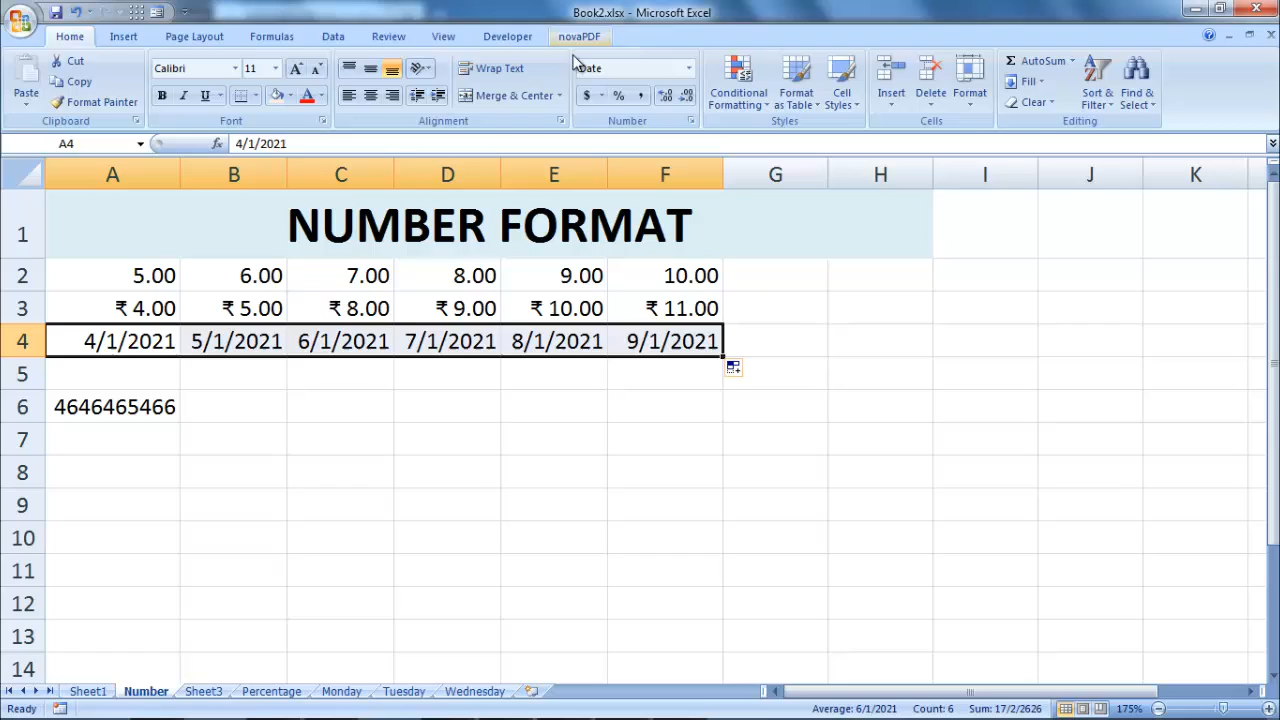 Book2.xlsx - Microsoft Excel
Home Insert Page Layout Formulas Data Review View Developer novaPDF
Paste Cut
Copy
Format Painter
Clipboard
Calibri 11
Font
Wrap Text
Merge & Center
Alignment
Date
$ % ,
Number
Conditional Formatting
Format as Table
Cell Styles
Styles
Insert Delete Format
Cells
Σ AutoSum
Fill
Clear
Sort & Filter
Find & Select
Editing
A4 fx 4/1/2021
A B C D E F G H I J K
1 NUMBER FORMAT
2 5.00 6.00 7.00 8.00 9.00 10.00
3 ₹ 4.00 ₹ 5.00 ₹ 8.00 ₹ 9.00 ₹ 10.00 ₹ 11.00
4 4/1/2021 5/1/2021 6/1/2021 7/1/2021 8/1/2021 9/1/2021
5
6 4646465466
7
8
9
10
11
12
13
14
Sheet1 Number Sheet3 Percentage Monday Tuesday Wednesday
Ready Average: 6/1/2021 Count: 6 Sum: 17/2/2626 175%